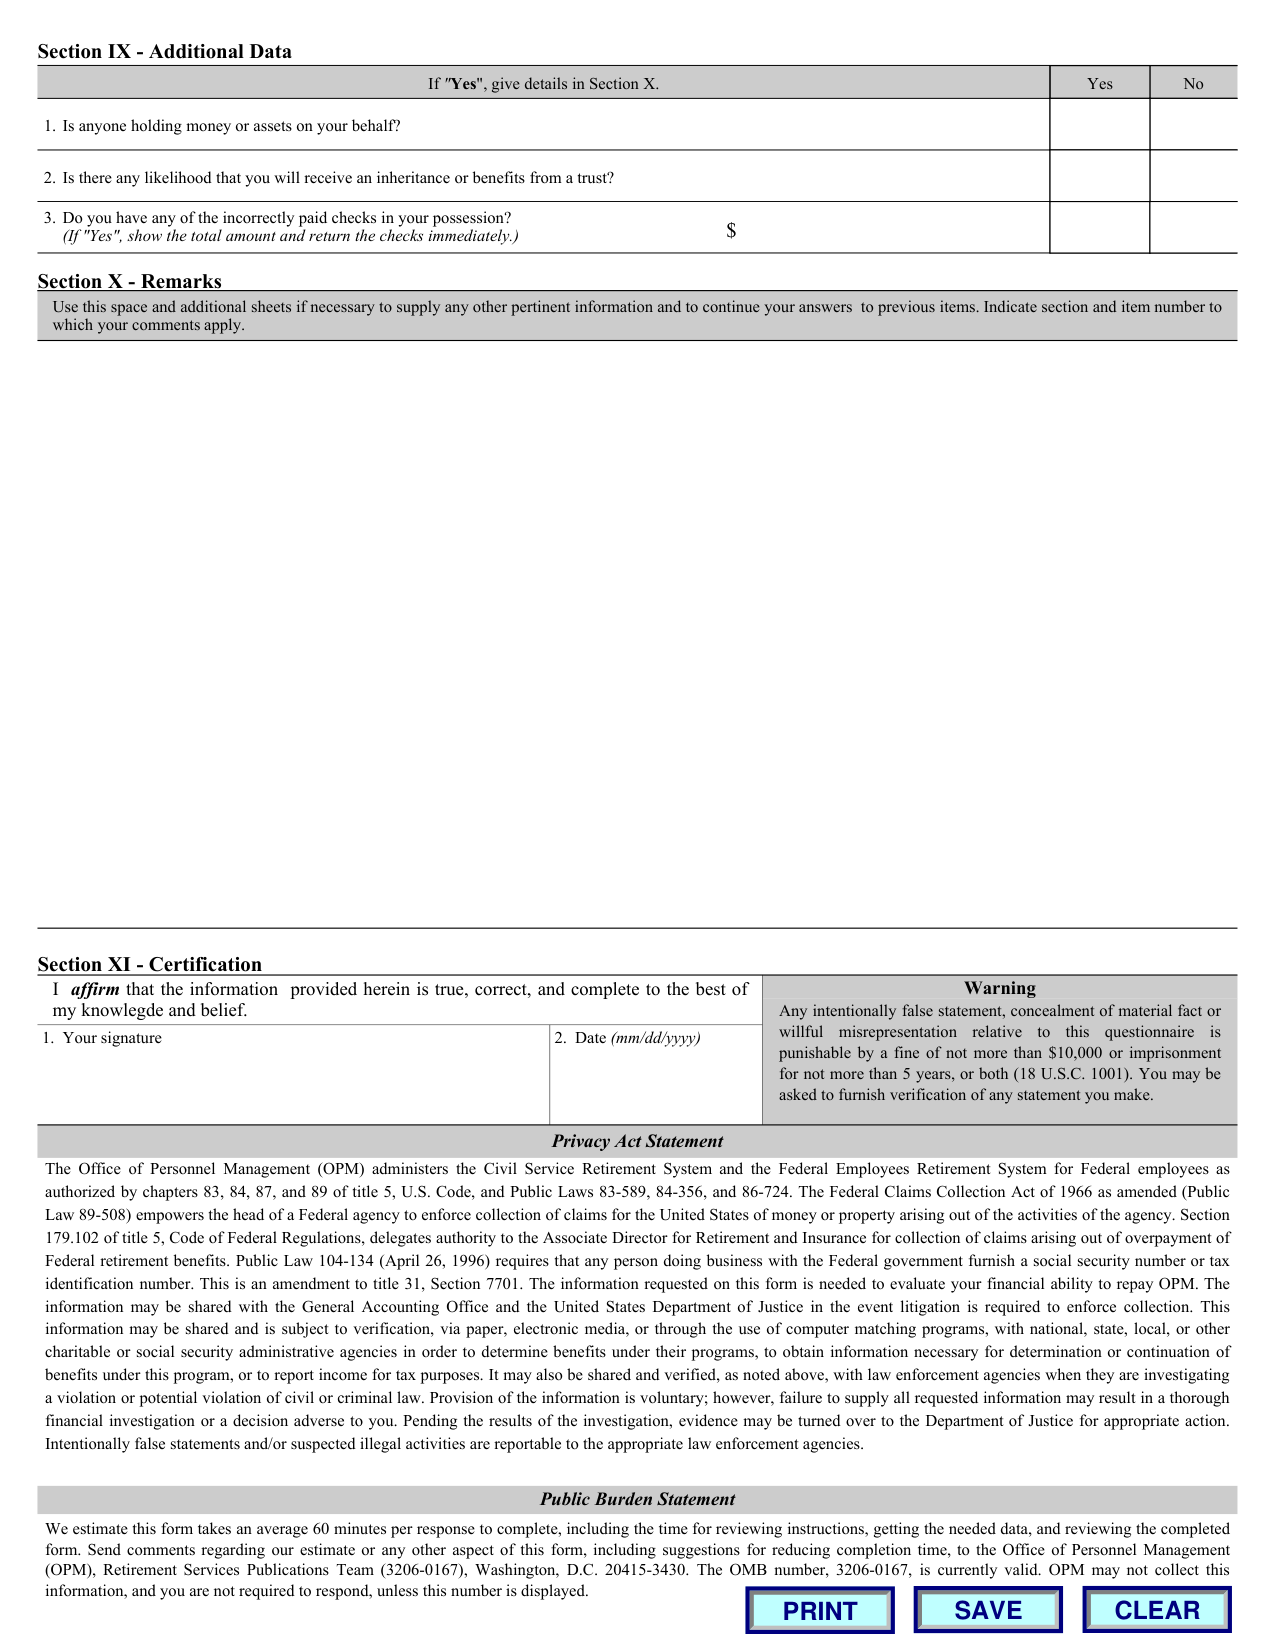 Section IX - Additional Data
If "Yes", give details in Section X.
Yes
No
1. Is anyone holding money or assets on your behalf?
2. Is there any likelihood that you will receive an inheritance or benefits from a trust?
3. Do you have any of the incorrectly paid checks in your possession?
(If "Yes", show the total amount and return the checks immediately.)
$
Section X - Remarks
Use this space and additional sheets if necessary to supply any other pertinent information and to continue your answers to previous items. Indicate section and item number to
which your comments apply.
Section XI - Certification
I affirm that the information provided herein is true, correct, and complete to the best of
my knowlegde and belief.
1. Your signature
2. Date (mm/dd/yyyy)
Warning
Any intentionally false statement, concealment of material fact or
willful misrepresentation relative to this questionnaire is
punishable by a fine of not more than $10,000 or imprisonment
for not more than 5 years, or both (18 U.S.C. 1001). You may be
asked to furnish verification of any statement you make.
Privacy Act Statement
The Office of Personnel Management (OPM) administers the Civil Service Retirement System and the Federal Employees Retirement System for Federal employees as
authorized by chapters 83, 84, 87, and 89 of title 5, U.S. Code, and Public Laws 83-589, 84-356, and 86-724. The Federal Claims Collection Act of 1966 as amended (Public
Law 89-508) empowers the head of a Federal agency to enforce collection of claims for the United States of money or property arising out of the activities of the agency. Section
179.102 of title 5, Code of Federal Regulations, delegates authority to the Associate Director for Retirement and Insurance for collection of claims arising out of overpayment of
Federal retirement benefits. Public Law 104-134 (April 26, 1996) requires that any person doing business with the Federal government furnish a social security number or tax
identification number. This is an amendment to title 31, Section 7701. The information requested on this form is needed to evaluate your financial ability to repay OPM. The
information may be shared with the General Accounting Office and the United States Department of Justice in the event litigation is required to enforce collection. This
information may be shared and is subject to verification, via paper, electronic media, or through the use of computer matching programs, with national, state, local, or other
charitable or social security administrative agencies in order to determine benefits under their programs, to obtain information necessary for determination or continuation of
benefits under this program, or to report income for tax purposes. It may also be shared and verified, as noted above, with law enforcement agencies when they are investigating
a violation or potential violation of civil or criminal law. Provision of the information is voluntary; however, failure to supply all requested information may result in a thorough
financial investigation or a decision adverse to you. Pending the results of the investigation, evidence may be turned over to the Department of Justice for appropriate action.
Intentionally false statements and/or suspected illegal activities are reportable to the appropriate law enforcement agencies.
Public Burden Statement
We estimate this form takes an average 60 minutes per response to complete, including the time for reviewing instructions, getting the needed data, and reviewing the completed
form. Send comments regarding our estimate or any other aspect of this form, including suggestions for reducing completion time, to the Office of Personnel Management
(OPM), Retirement Services Publications Team (3206-0167), Washington, D.C. 20415-3430. The OMB number, 3206-0167, is currently valid. OPM may not collect this
information, and you are not required to respond, unless this number is displayed.
PRINT
SAVE
CLEAR